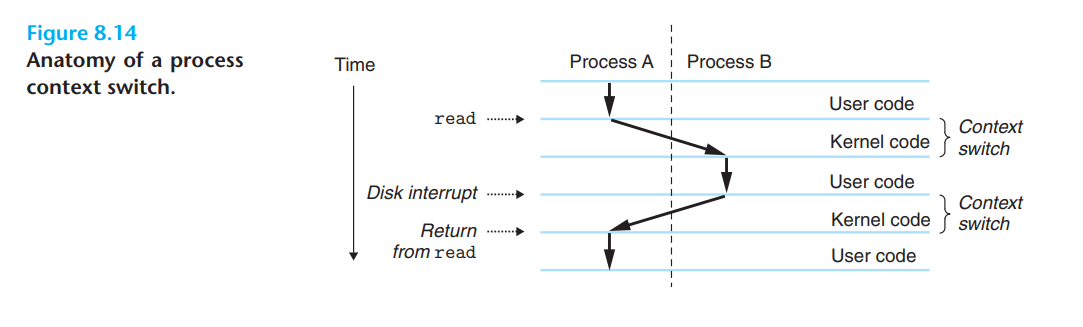 Figure 8.14
Anatomy of a process
context switch.
Time
Process A
Process B
read
Disk interrupt
Return
from read
User code
Kernel code
User code
Kernel code
User code
Context
switch
Context
switch